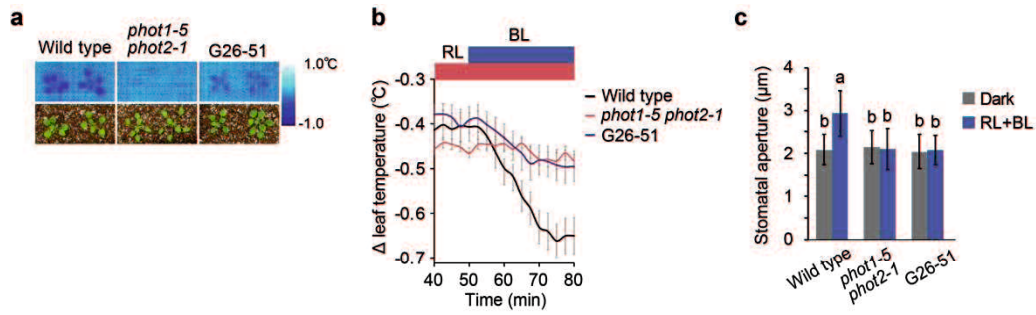 a
Wild type
phot1-5
phot2-1
G26-51
1.0℃
-1.0
b
BL
RL
Δ leaf temperature (℃)
-0.3
-0.4
-0.5
-0.6
-0.7
Wild type
phot1-5 phot2-1
G26-51
40 50 60 70 80
Time (min)
c
Stomatal aperture (μm)
4
3
2
1
0
Dark
RL+BL
b a b b b b
Wild type
phot1-5
phot2-1
G26-51